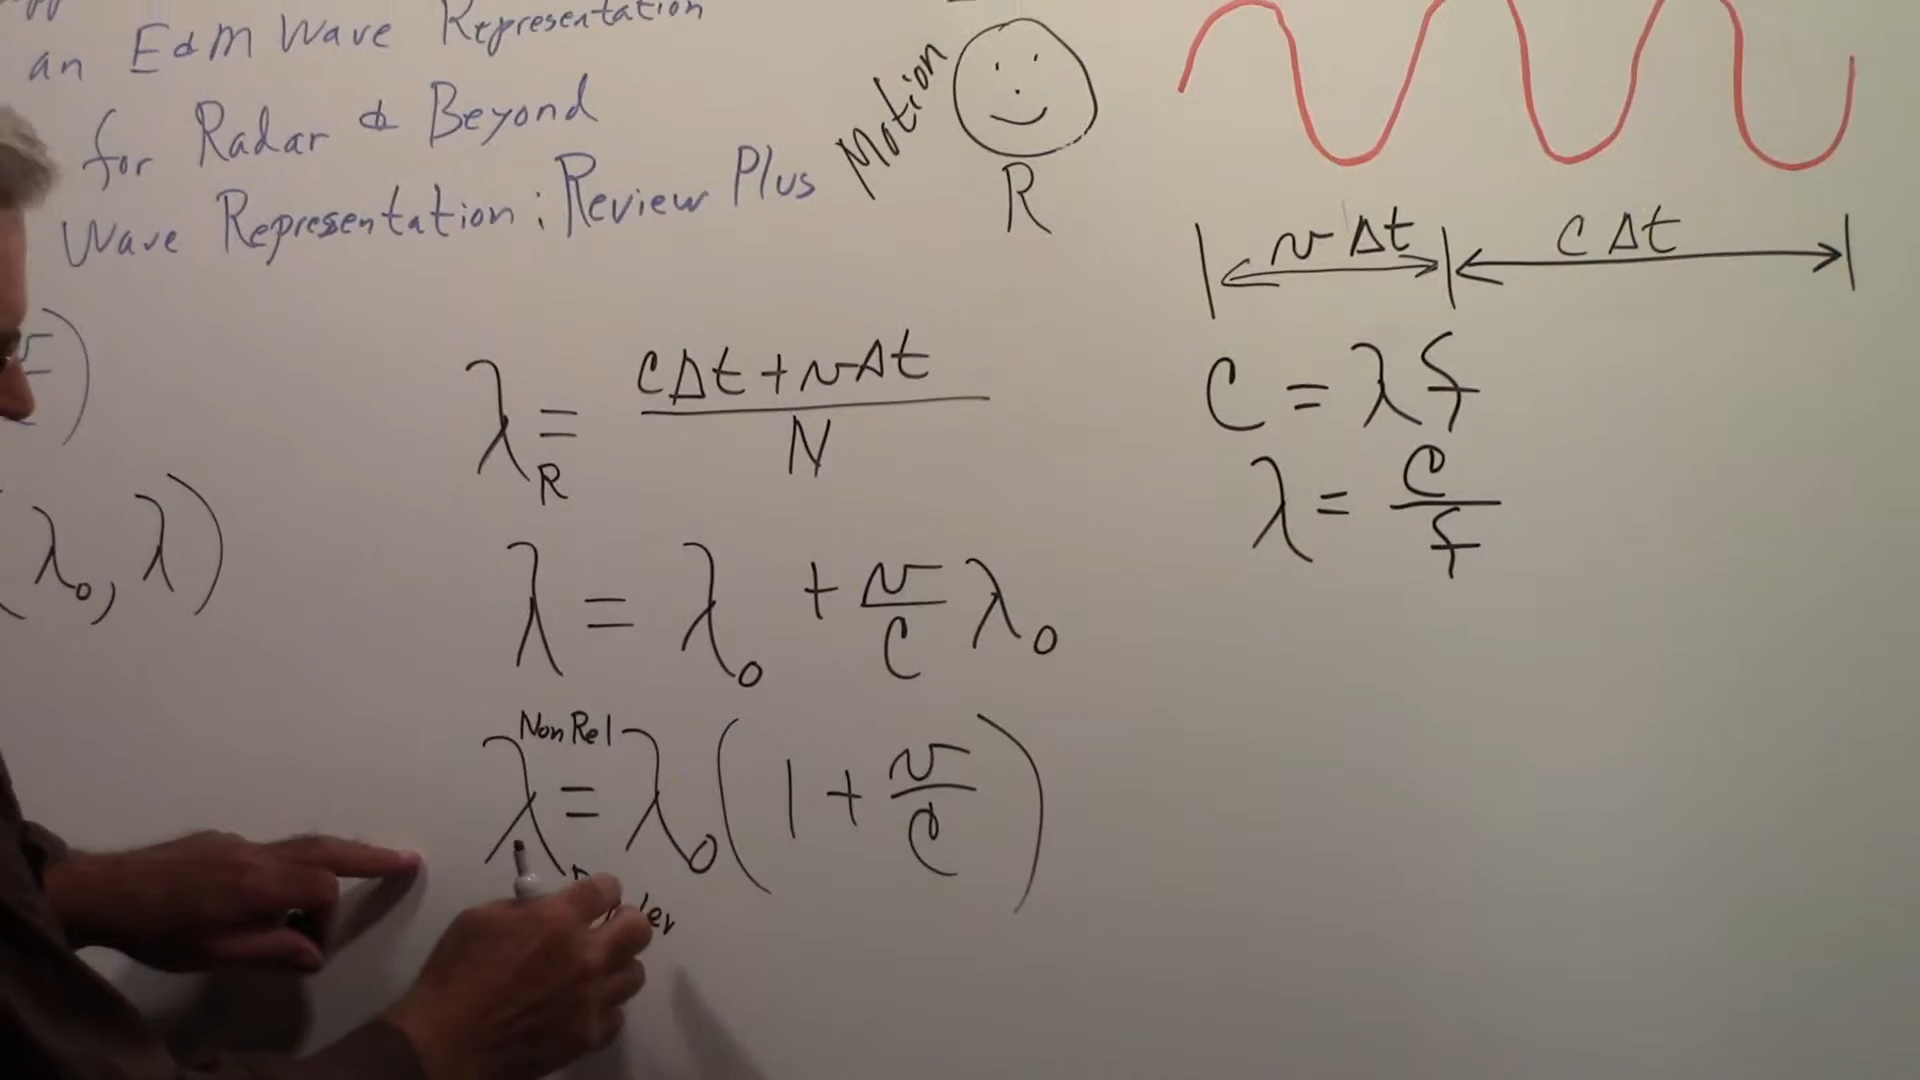 an E&M Wave Representation
for Radar & Beyond
Wave Representation: Review Plus
Motion
R
vΔt
cΔt
λ_R = (cΔt + vΔt) / N
c = λf
λ = c/f
λ₀, λ)
λ = λ₀ + v/c λ₀
Non Rel
λ = λ₀(1 + v/c)